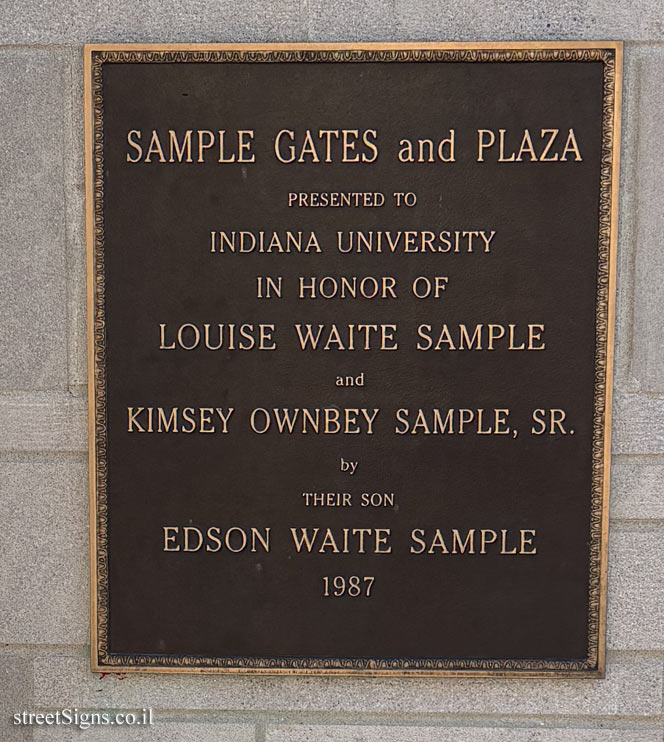 SAMPLE GATES and PLAZA
PRESENTED TO
INDIANA UNIVERSITY
IN HONOR OF
LOUISE WAITE SAMPLE
and
KIMSEY OWNBEY SAMPLE, SR.
by
THEIR SON
EDSON WAITE SAMPLE
1987
streetSigns.co.il